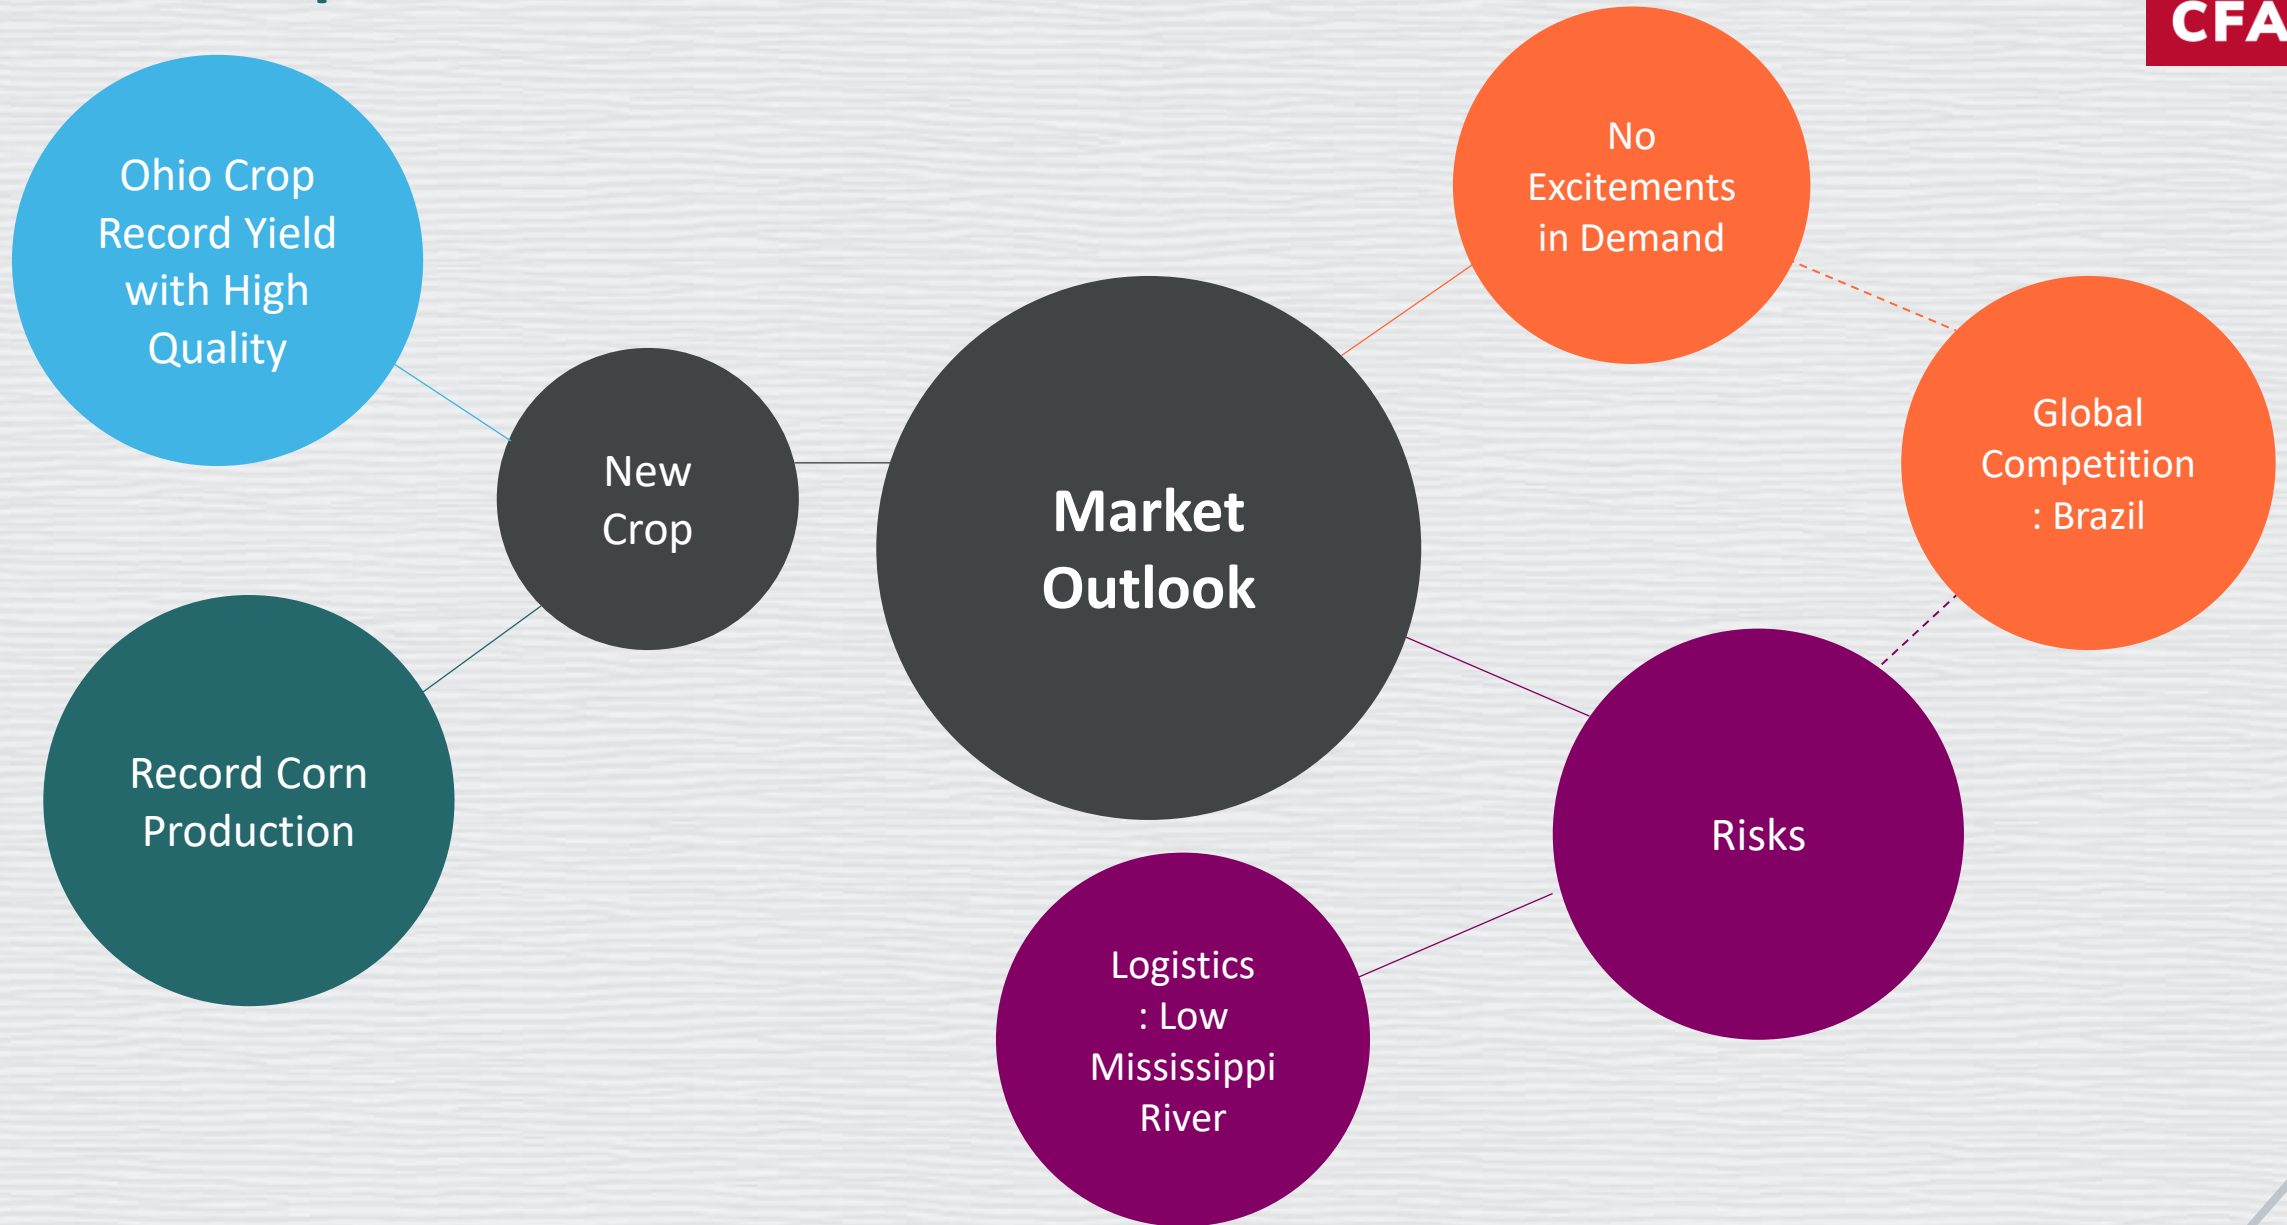 CFA
Ohio Crop
Record Yield
with High
Quality
New
Crop
Record Corn
Production
Market
Outlook
No
Excitements
in Demand
Global
Competition
: Brazil
Risks
Logistics
: Low
Mississippi
River